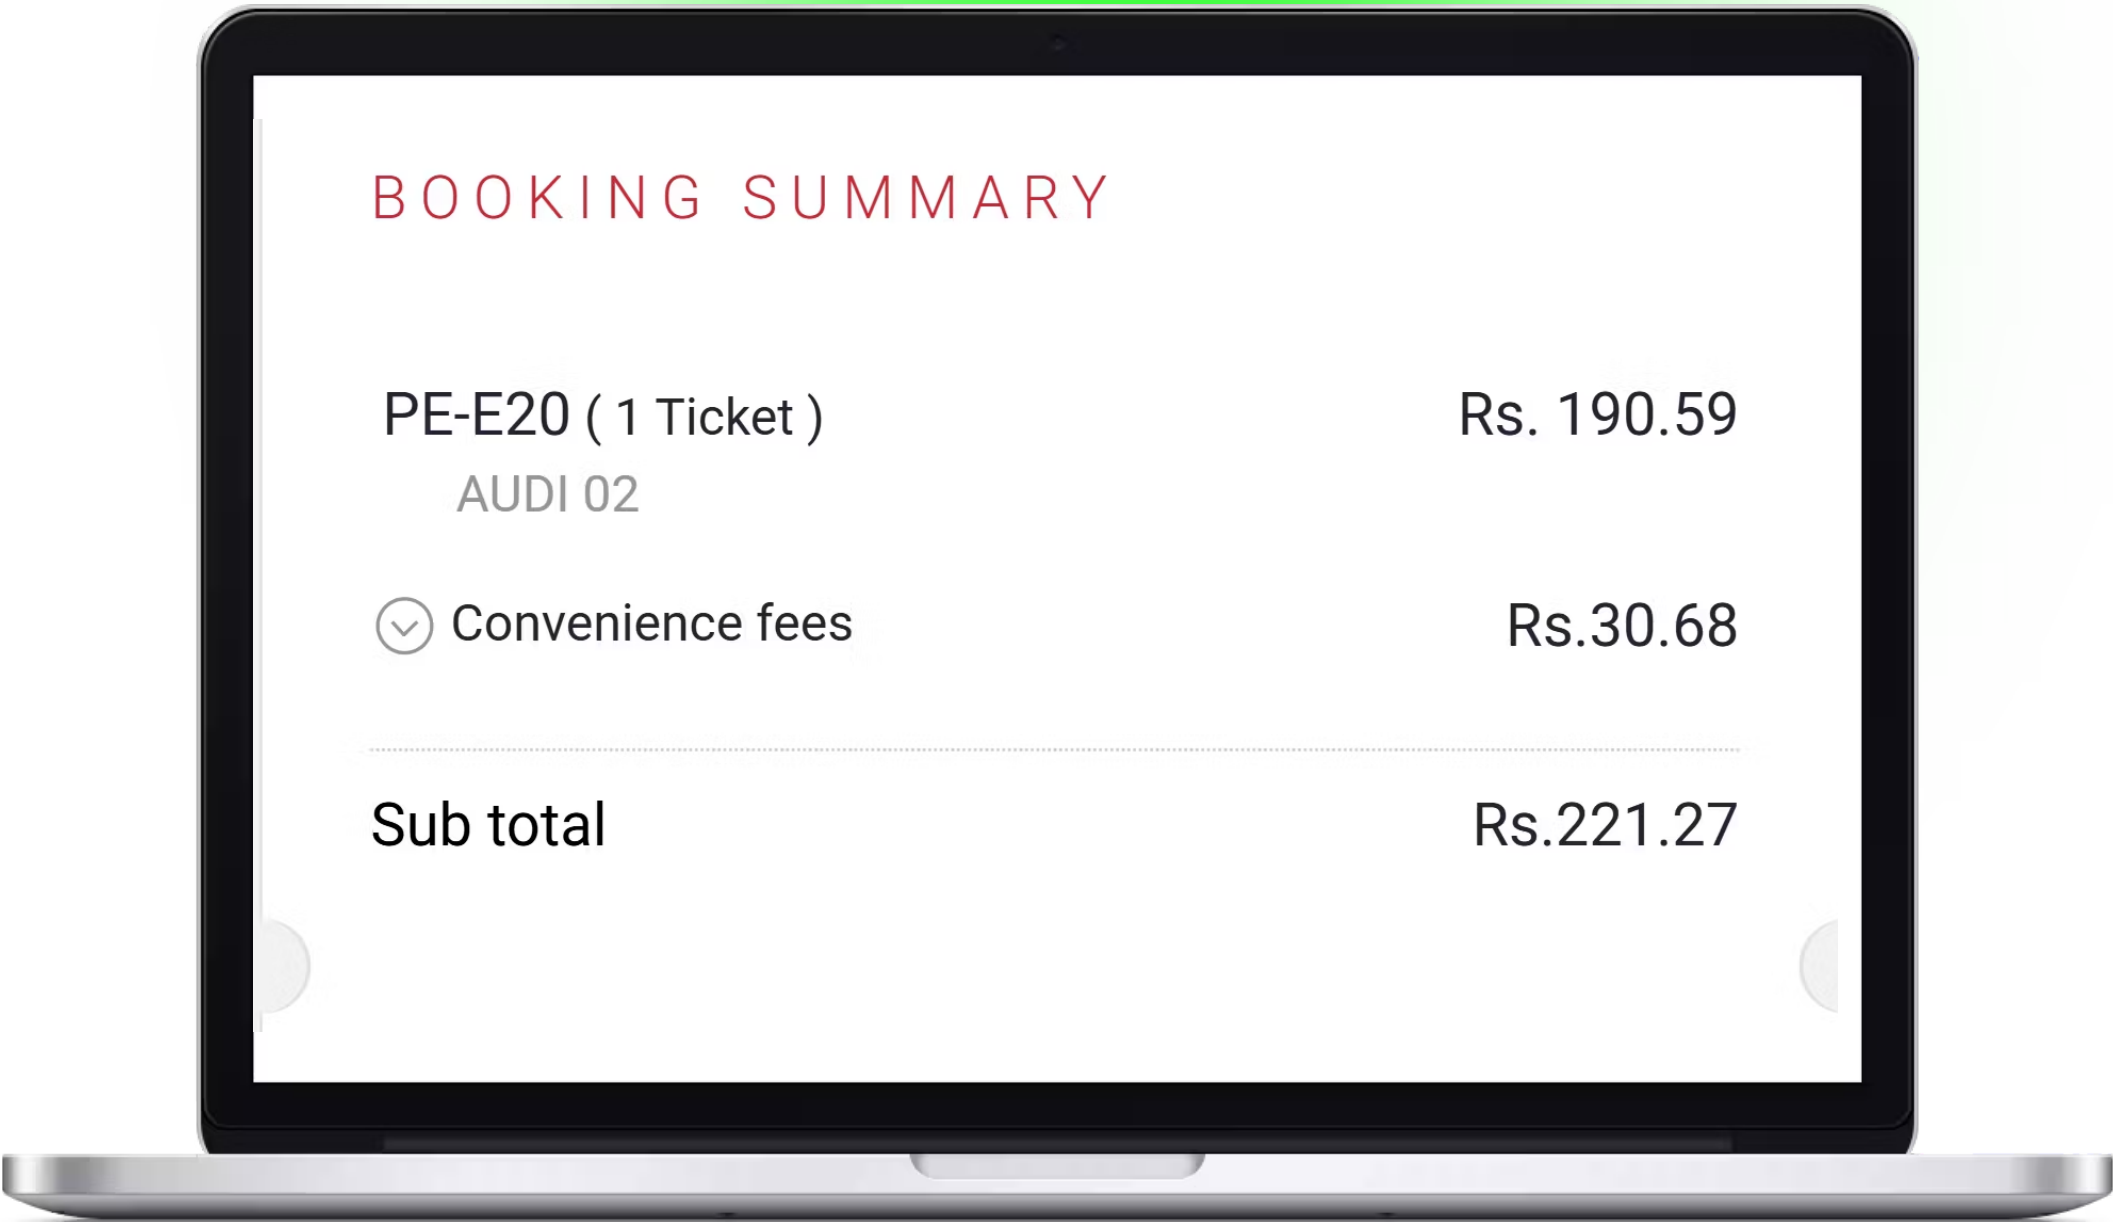 BOOKING SUMMARY
PE-E20 ( 1 Ticket ) Rs. 190.59
AUDI 02
Convenience fees Rs.30.68
Sub total Rs.221.27